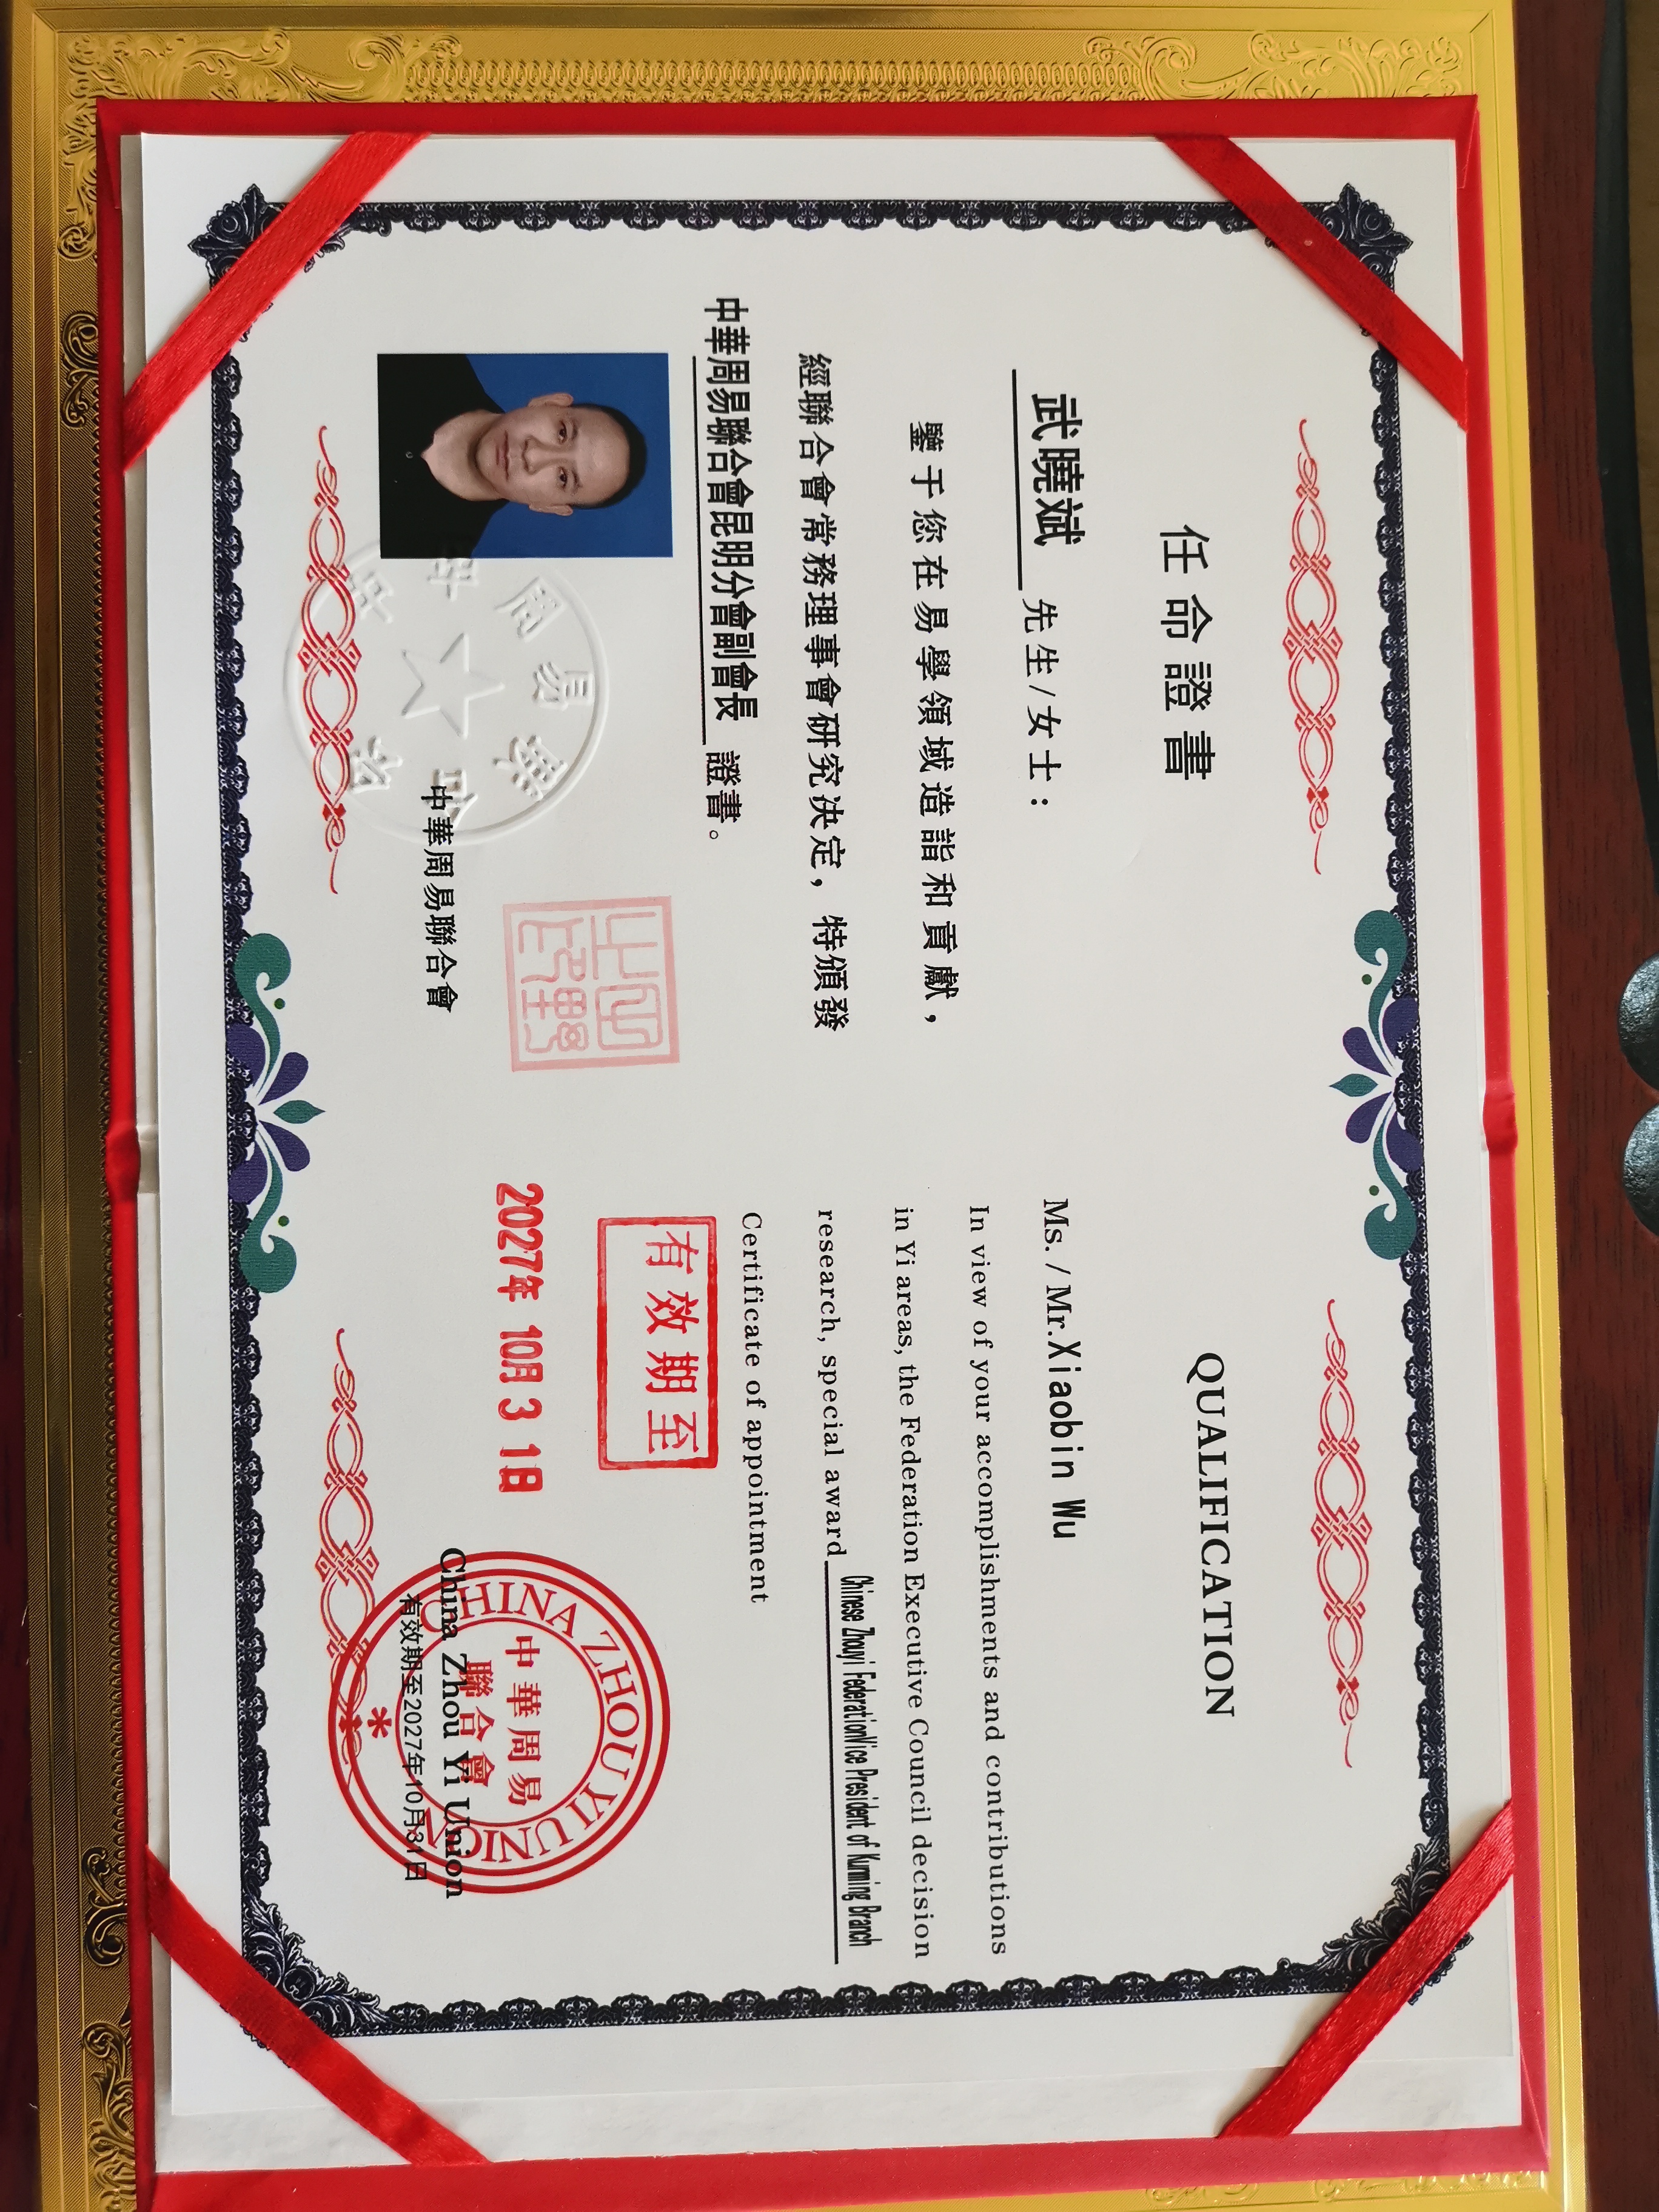 任命證書
武曉斌 先生/女士：
鑒于您在易學領域造詣和貢獻，
經聯合會常務理事會研究决定，特頒發
中華周易聯合會昆明分會副會長 證書。
中華周易聯合會
QUALIFICATION
Ms. / Mr.Xiaobin Wu
In view of your accomplishments and contributions
in Yi areas, the Federation Executive Council decision
research, special award Chinese Zhouyi FederationVice President of Kunming Branch
Certificate of appointment
有效期至
2027年 10月 3 1日
CHINA ZHOU YI UNION
中華周易
聯合會
China Zhou Yi Union
有效期至2027年10月31日